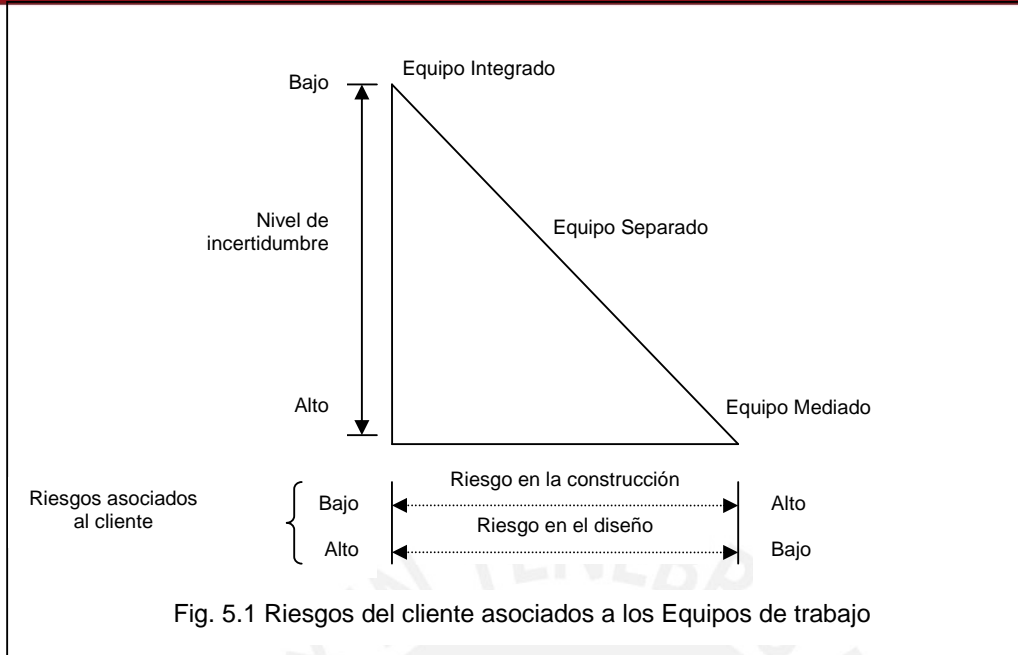 Equipo Integrado
Bajo
Nivel de
incertidumbre
Equipo Separado
Alto
Equipo Mediado
Riesgos asociados
al cliente
Bajo
Riesgo en la construcción
Alto
Alto
Riesgo en el diseño
Bajo
Fig. 5.1 Riesgos del cliente asociados a los Equipos de trabajo